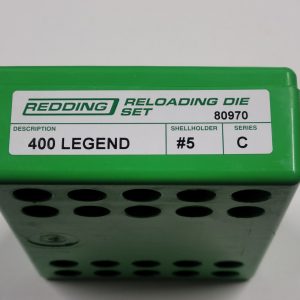 REDDING RELOADING DIE
SET 80970
DESCRIPTION SHELLHOLDER SERIES
400 LEGEND #5 C